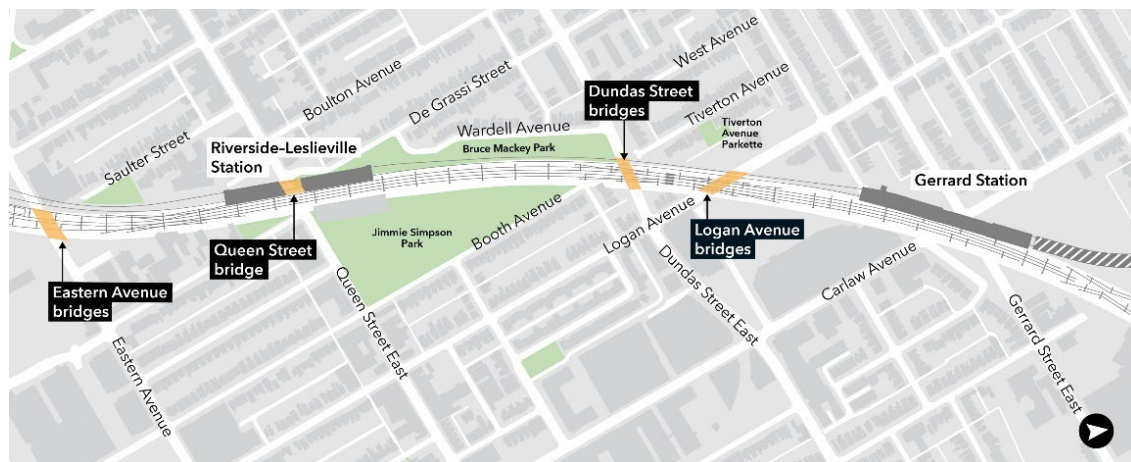 West Avenue
Boulton Avenue
De Grassi Street
Dundas Street
bridges
Tiverton Avenue
Wardell Avenue
Tiverton
Avenue
Parkette
Saulter Street
Riverside-Leslieville
Station
Bruce Mackey Park
Gerrard Station
Jimmie Simpson
Park
Booth Avenue
Logan Avenue
Logan Avenue
bridges
Queen Street
bridge
Eastern Avenue
bridges
Carlaw Avenue
Dundas Street East
Queen Street East
Eastern Avenue
Gerrard Street East